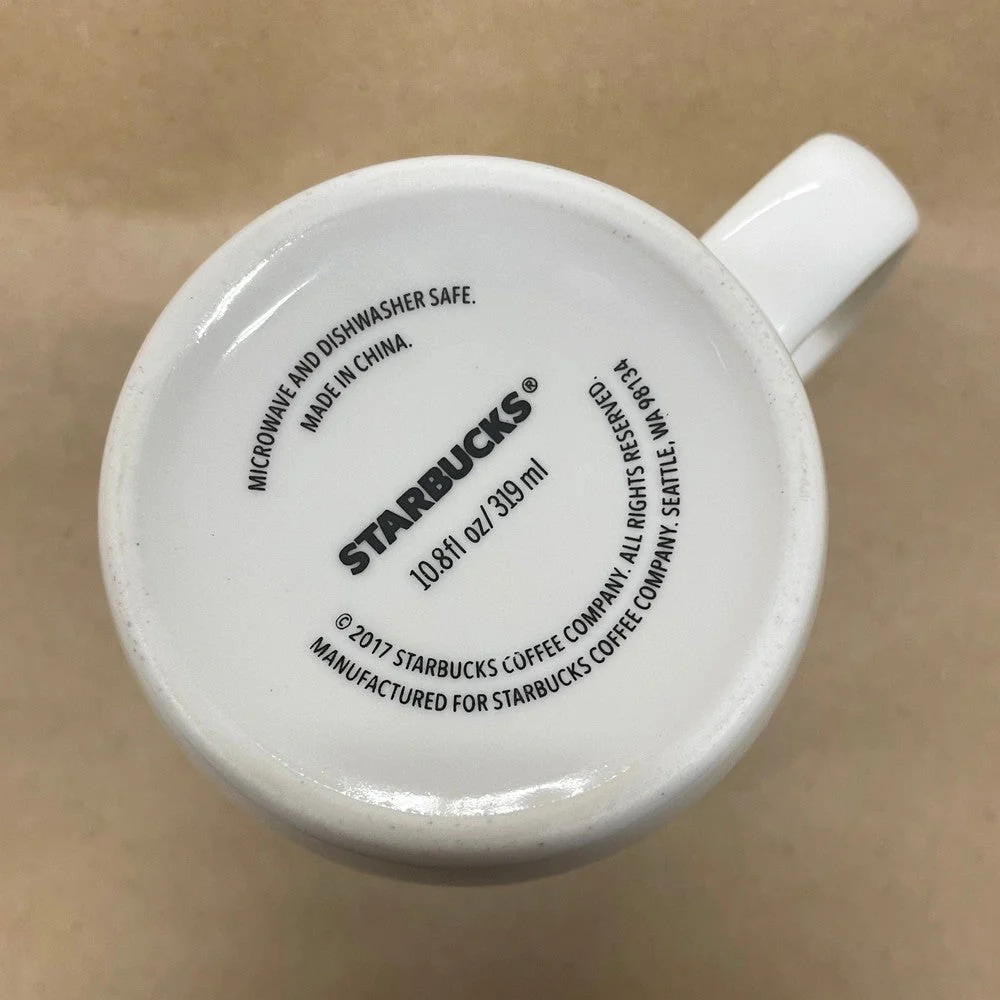 MICROWAVE AND DISHWASHER SAFE.
MADE IN CHINA.
STARBUCKS®
10.8fl oz/ 319 ml
© 2017 STARBUCKS COFFEE COMPANY. ALL RIGHTS RESERVED.
MANUFACTURED FOR STARBUCKS COFFEE COMPANY. SEATTLE, WA 98134